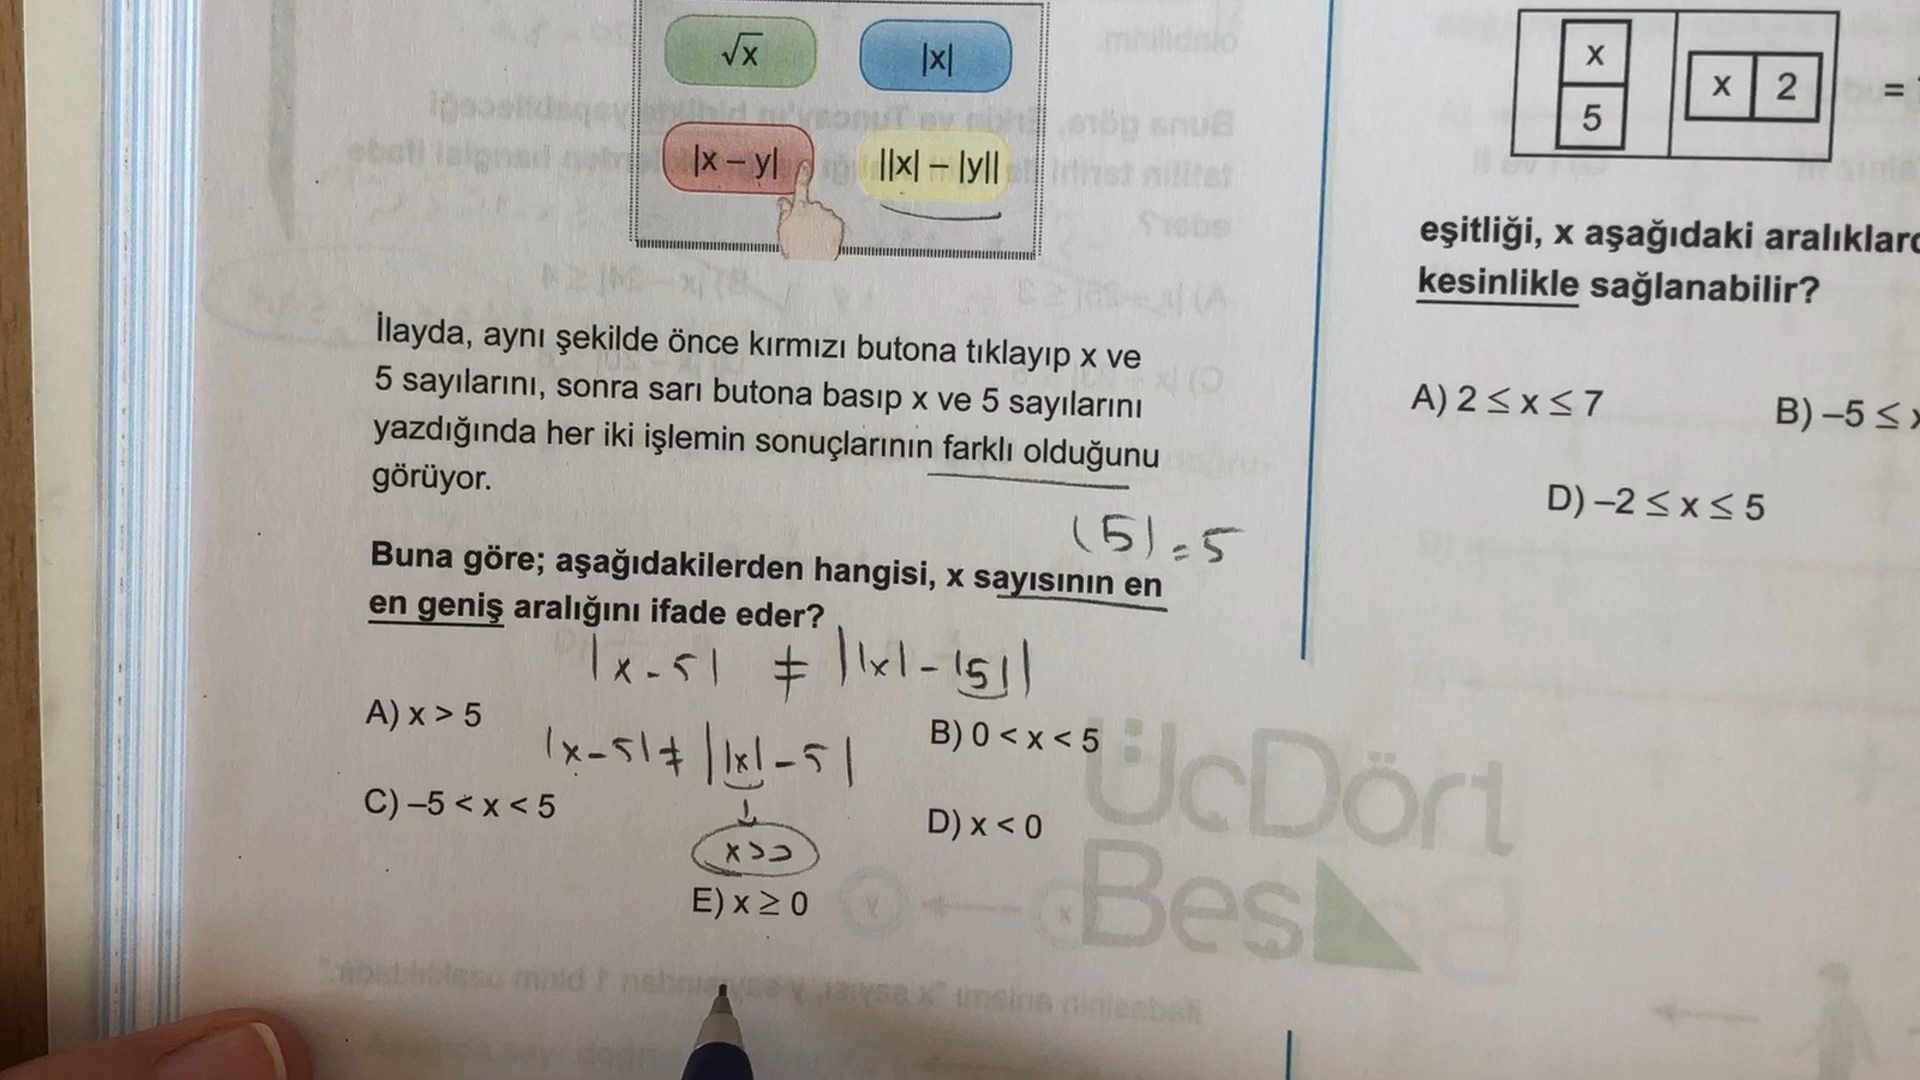 √x |x|
|x – y| ||x| – |y||
İlayda, aynı şekilde önce kırmızı butona tıklayıp x ve
5 sayılarını, sonra sarı butona basıp x ve 5 sayılarını
yazdığında her iki işlemin sonuçlarının farklı olduğunu
görüyor.
|5| = 5
Buna göre; aşağıdakilerden hangisi, x sayısının en
en geniş aralığını ifade eder?
|x - 5| ≠ ||x| - |5||
A) x > 5
|x - 5| ≠ ||x| - 5|
B) 0 < x < 5
C) –5 < x < 5
D) x < 0
E) x ≥ 0
ÜçDört
Beş
x
5
x 2
=
eşitliği, x aşağıdaki
kesinlikle sağlanabilir?
A) 2 ≤ x ≤ 7
B) –5 ≤
D) –2 ≤ x ≤ 5